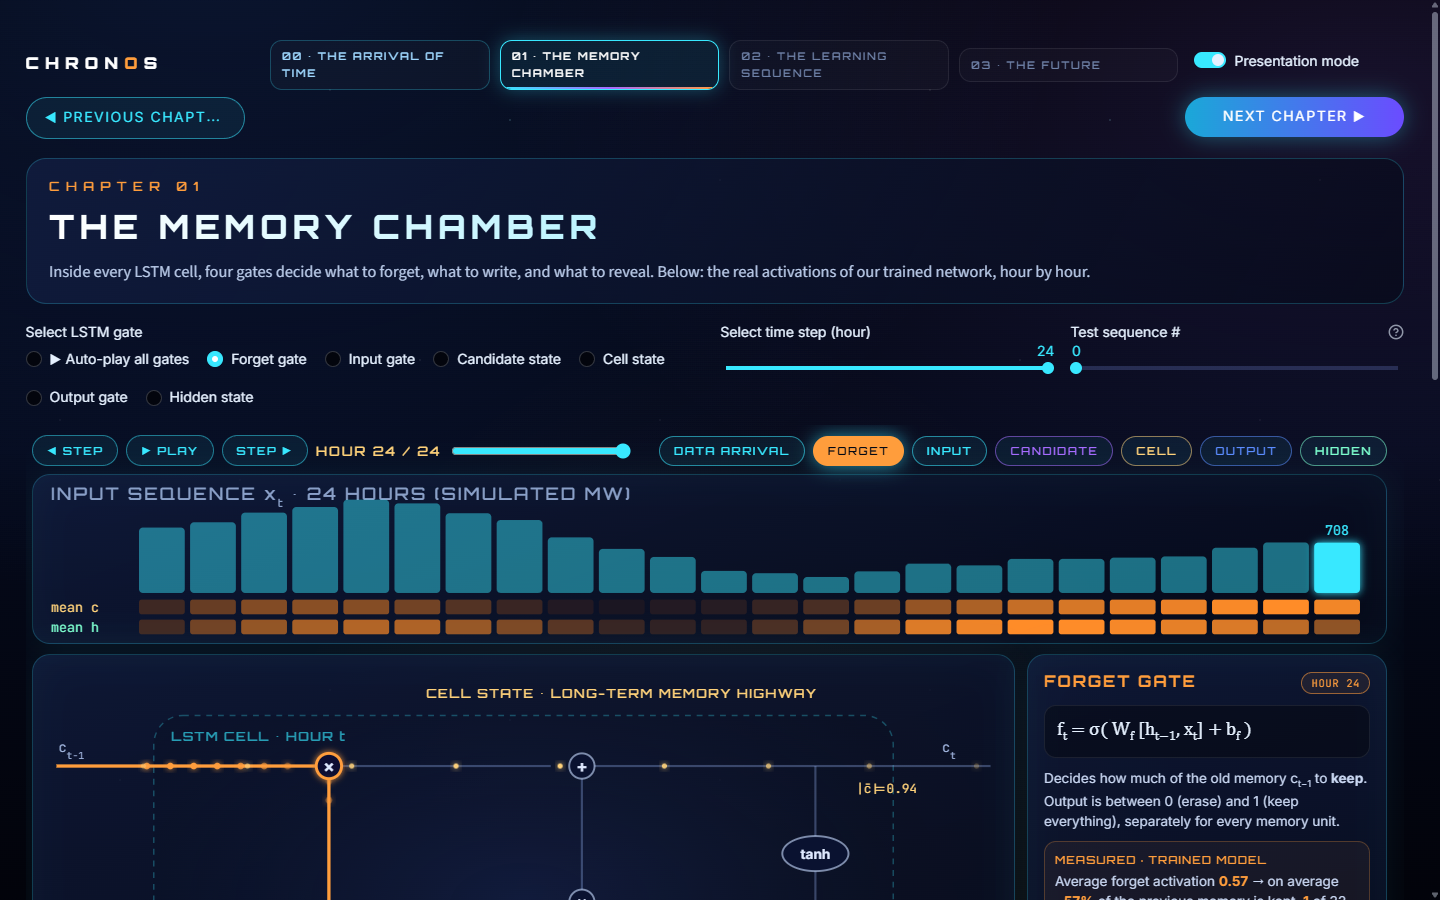 CHRONOS
00 · THE ARRIVAL OF
TIME
01 · THE MEMORY
CHAMBER
02 · THE LEARNING
SEQUENCE
03 · THE FUTURE
Presentation mode
◀ PREVIOUS CHAPT...
NEXT CHAPTER ▶
CHAPTER 01
THE MEMORY CHAMBER
Inside every LSTM cell, four gates decide what to forget, what to write, and what to reveal. Below: the real activations of our trained network, hour by hour.
Select LSTM gate
▶ Auto-play all gates
Forget gate
Input gate
Candidate state
Cell state
Output gate
Hidden state
Select time step (hour)
24
Test sequence #
0
◀ STEP
▶ PLAY
STEP ▶
HOUR 24 / 24
DATA ARRIVAL
FORGET
INPUT
CANDIDATE
CELL
OUTPUT
HIDDEN
INPUT SEQUENCE xₜ · 24 HOURS (SIMULATED MW)
708
mean c
mean h
CELL STATE · LONG-TERM MEMORY HIGHWAY
LSTM CELL · HOUR t
cₜ₋₁
×
+
cₜ
|c̄|=0.94
tanh
FORGET GATE
HOUR 24
fₜ = σ( W_f [hₜ₋₁, xₜ] + b_f )
Decides how much of the old memory cₜ₋₁ to keep.
Output is between 0 (erase) and 1 (keep
everything), separately for every memory unit.
MEASURED · TRAINED MODEL
Average forget activation 0.57 → on average